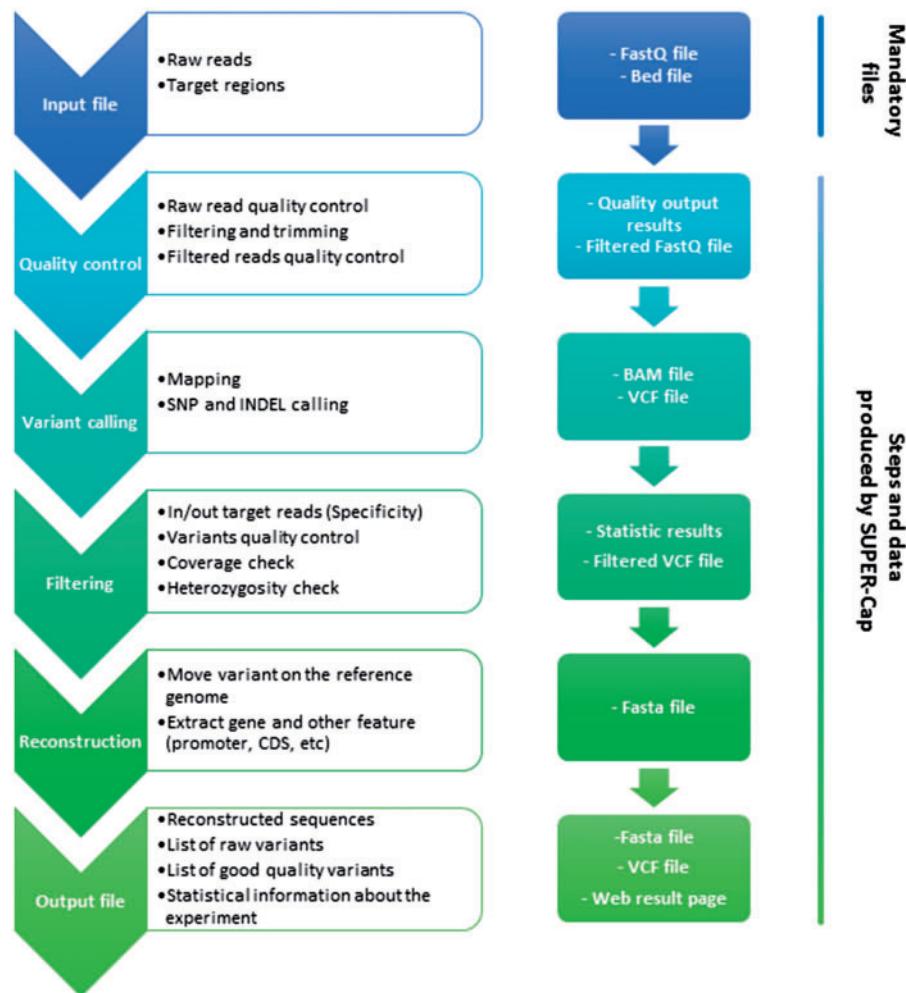 Input file
•Raw reads
•Target regions
- FastQ file
- Bed file
Mandatory
files
Quality control
•Raw read quality control
•Filtering and trimming
•Filtered reads quality control
- Quality output
results
- Filtered FastQ file
Variant calling
•Mapping
•SNP and INDEL calling
- BAM file
- VCF file
Filtering
•In/out target reads (Specificity)
•Variants quality control
•Coverage check
•Heterozygosity check
- Statistic results
- Filtered VCF file
Reconstruction
•Move variant on the reference
genome
•Extract gene and other feature
(promoter, CDS, etc)
- Fasta file
Output file
•Reconstructed sequences
•List of raw variants
•List of good quality variants
•Statistical information about the
experiment
-Fasta file
- VCF file
- Web result page
Steps and data
produced by SUPER-Cap